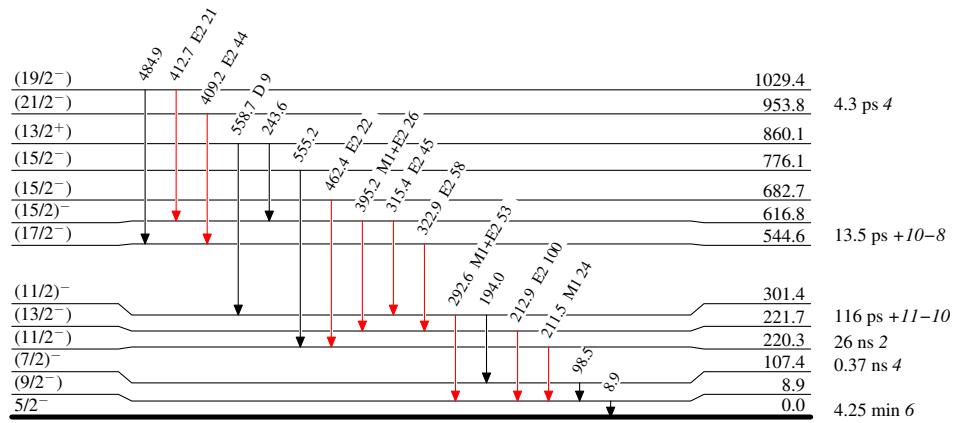 484.9
412.7 E2 21
409.2 E2 44
558.7 D 9
243.6
555.2
462.4 E2 22
395.2 M1+E2 26
315.4 E2 45
322.9 E2 58
292.6 M1+E2 53
194.0
212.9 E2 100
211.5 M1 24
98.5
8.9
(19/2−) 1029.4
(21/2−) 953.8 4.3 ps 4
(13/2+) 860.1
(15/2−) 776.1
(15/2−) 682.7
(15/2)− 616.8
(17/2−) 544.6 13.5 ps +10−8
(11/2)− 301.4
(13/2−) 221.7 116 ps +11−10
(11/2−) 220.3 26 ns 2
(7/2)− 107.4 0.37 ns 4
(9/2−) 8.9
5/2− 0.0 4.25 min 6